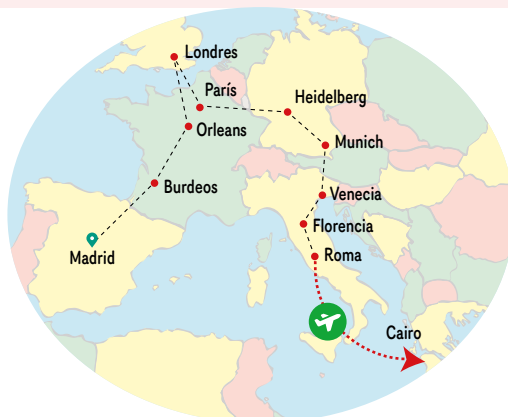 Londres
París
Heidelberg
Orleans
Munich
Burdeos
Venecia
Florencia
Madrid
Roma
Cairo